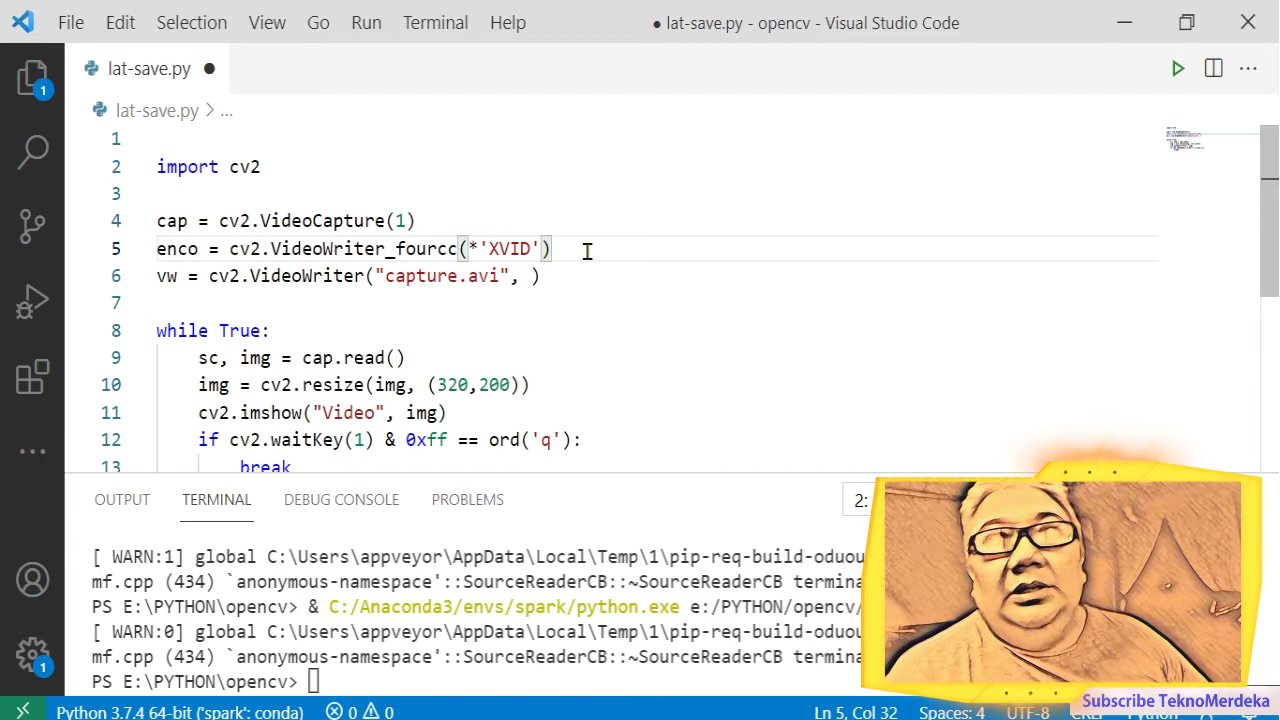 File Edit Selection View Go Run Terminal Help ● lat-save.py - opencv - Visual Studio Code
lat-save.py ●
lat-save.py > ...
1
2 import cv2
3
4 cap = cv2.VideoCapture(1)
5 enco = cv2.VideoWriter_fourcc(*'XVID')
6 vw = cv2.VideoWriter("capture.avi", )
7
8 while True:
9 sc, img = cap.read()
10 img = cv2.resize(img, (320,200))
11 cv2.imshow("Video", img)
12 if cv2.waitKey(1) & 0xff == ord('q'):
13 break
OUTPUT TERMINAL DEBUG CONSOLE PROBLEMS 2:
[ WARN:1] global C:\Users\appveyor\AppData\Local\Temp\1\pip-req-build-oduou
mf.cpp (434) `anonymous-namespace'::SourceReaderCB::~SourceReaderCB termina
PS E:\PYTHON\opencv> & C:/Anaconda3/envs/spark/python.exe e:/PYTHON/opencv/
[ WARN:0] global C:\Users\appveyor\AppData\Local\Temp\1\pip-req-build-oduou
mf.cpp (434) `anonymous-namespace'::SourceReaderCB::~SourceReaderCB termina
PS E:\PYTHON\opencv>
1
1
Subscribe TeknoMerdeka
Python 3.7.4 64-bit ('spark': conda) 0 0 Ln 5, Col 32 Spaces: 4 UTF-8 CRLF Python